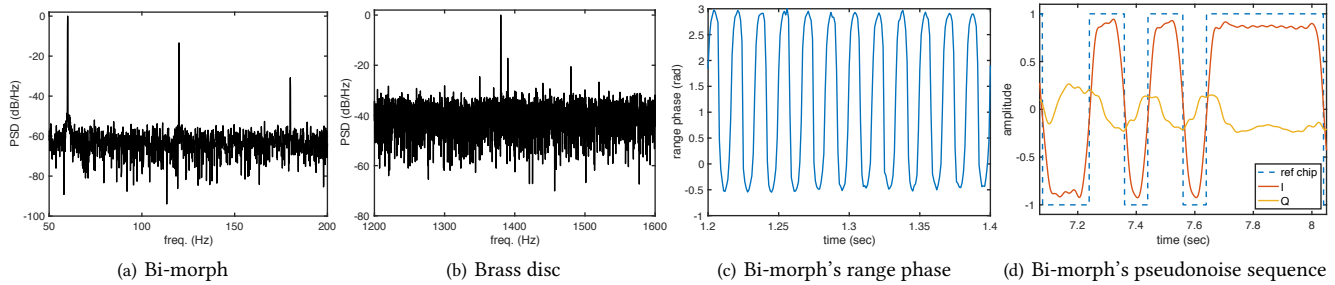 0
-20
-40
-60
-80
-100
PSD (dB/Hz)
50
100
150
200
freq. (Hz)
(a) Bi-morph
0
-20
-40
-60
-80
PSD (dB/Hz)
1200
1300
1400
1500
1600
freq. (Hz)
(b) Brass disc
3
2.5
2
1.5
1
0.5
0
-0.5
-1
range phase (rad)
1.2
1.25
1.3
1.35
1.4
time (sec)
(c) Bi-morph's range phase
1
0.5
0
-0.5
-1
amplitude
7.2
7.4
7.6
7.8
8
time (sec)
ref chip
I
Q
(d) Bi-morph's pseudonoise sequence